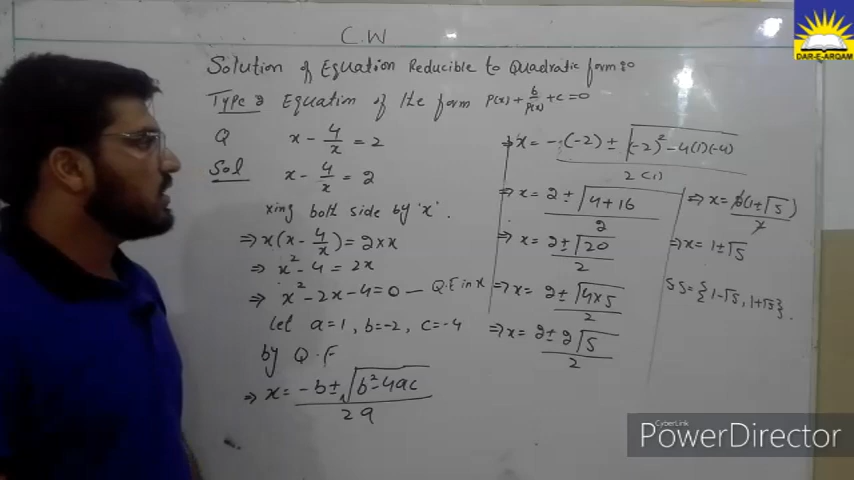 C.W
Solution of Equation Reducible to Quadratic form:-
Type: Equation of the form P(x) + b/P(x) + c = 0
Q x - 4/x = 2
Sol x - 4/x = 2
xing both side by 'x'.
⇒ x(x - 4/x) = 2×x
⇒ x² - 4 = 2x
⇒ x² - 2x - 4 = 0 — Q.E in x
let a=1, b=-2, c=-4
by Q.F
⇒ x = -b ± √(b² - 4ac) / 2a
⇒ x = -(-2) ± √((-2)² - 4(1)(-4)) / 2(1)
⇒ x = 2 ± √(4+16) / 2
⇒ x = 2 ± √20 / 2
⇒ x = 2 ± √(4×5) / 2
⇒ x = 2 ± 2√5 / 2
⇒ x = 2(1 ± √5) / 2
⇒ x = 1 ± √5
SS = {1-√5, 1+√5}.
DAR-E-ARQAM
CyberLink
PowerDirector